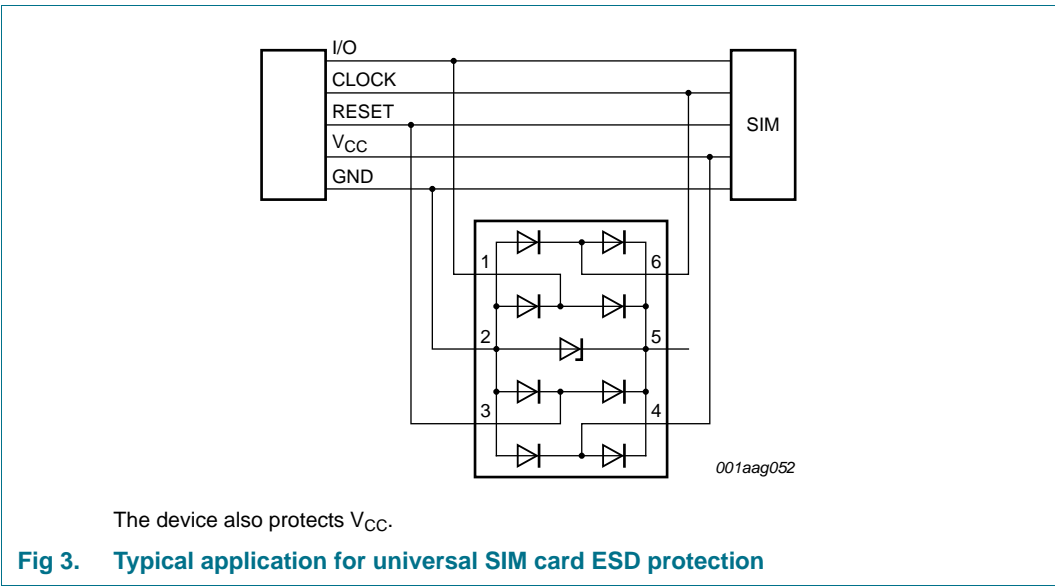 I/O
CLOCK
RESET
VCC
GND
SIM
1
6
2
5
3
4
001aag052
The device also protects VCC.
Fig 3. Typical application for universal SIM card ESD protection